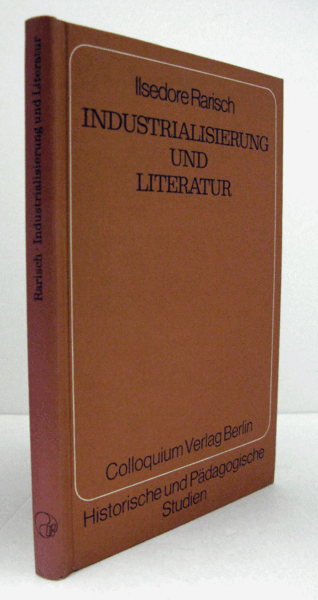 Rarisch · Industrialisierung und Literatur
Ilsedore Rarisch
INDUSTRIALISIERUNG
UND
LITERATUR
Colloquium Verlag Berlin
Historische und Pädagogische
Studien